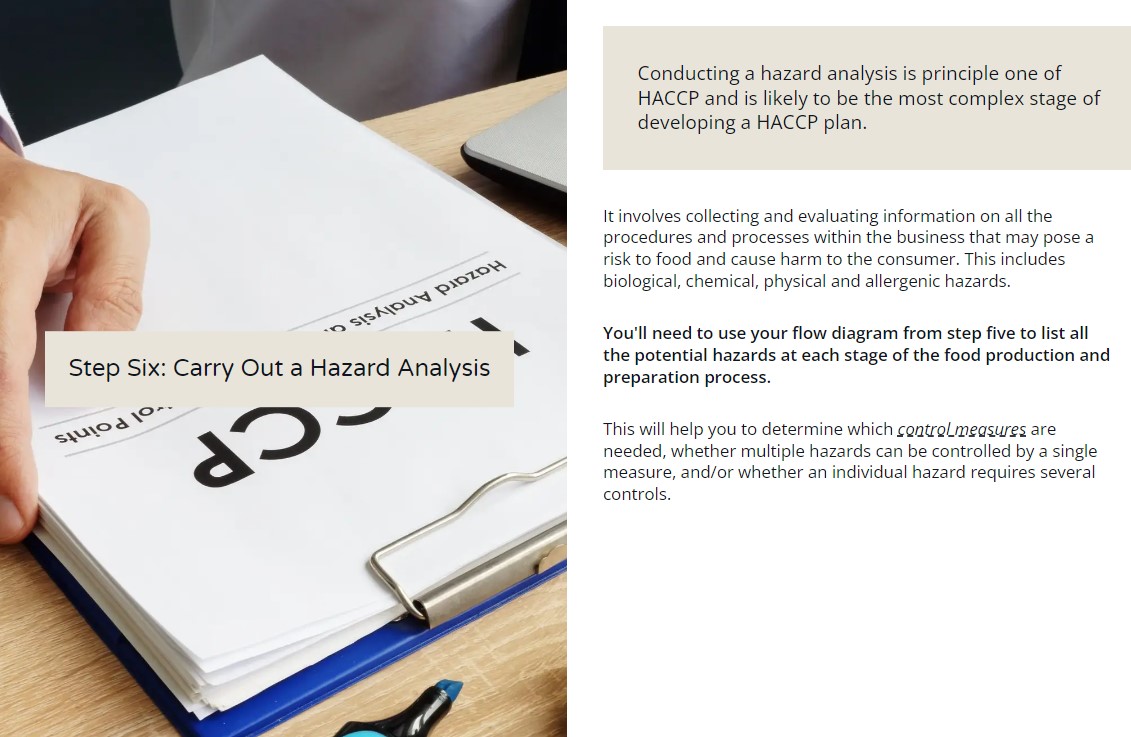 Hazard Analysis a
CCP
rol Points
Step Six: Carry Out a Hazard Analysis
Conducting a hazard analysis is principle one of
HACCP and is likely to be the most complex stage of
developing a HACCP plan.
It involves collecting and evaluating information on all the
procedures and processes within the business that may pose a
risk to food and cause harm to the consumer. This includes
biological, chemical, physical and allergenic hazards.
You'll need to use your flow diagram from step five to list all
the potential hazards at each stage of the food production and
preparation process.
This will help you to determine which control measures are
needed, whether multiple hazards can be controlled by a single
measure, and/or whether an individual hazard requires several
controls.